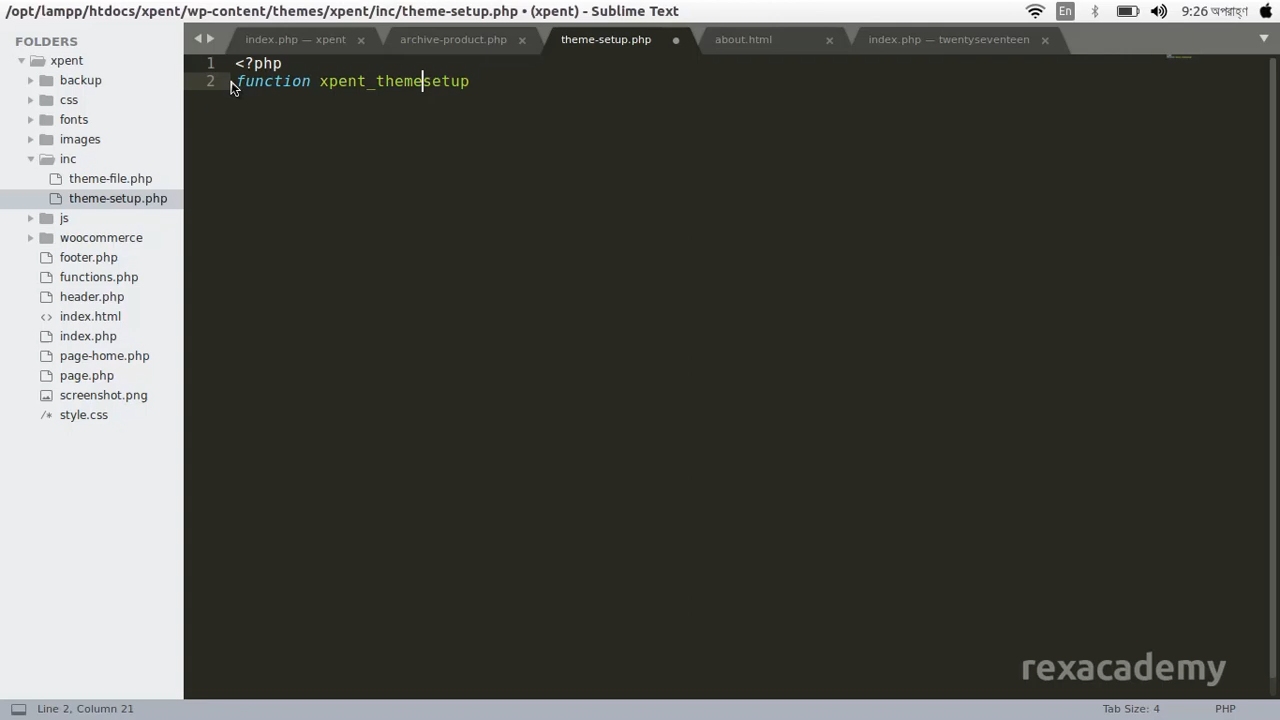 /opt/lampp/htdocs/xpent/wp-content/themes/xpent/inc/theme-setup.php • (xpent) - Sublime Text
En
9:26 অপরাহ্ণ
FOLDERS
xpent
backup
css
fonts
images
inc
theme-file.php
theme-setup.php
js
woocommerce
footer.php
functions.php
header.php
index.html
index.php
page-home.php
page.php
screenshot.png
style.css
index.php — xpent
archive-product.php
theme-setup.php
about.html
index.php — twentyseventeen
1 <?php
2 function xpent_themesetup
rexacademy
Line 2, Column 21
Tab Size: 4
PHP